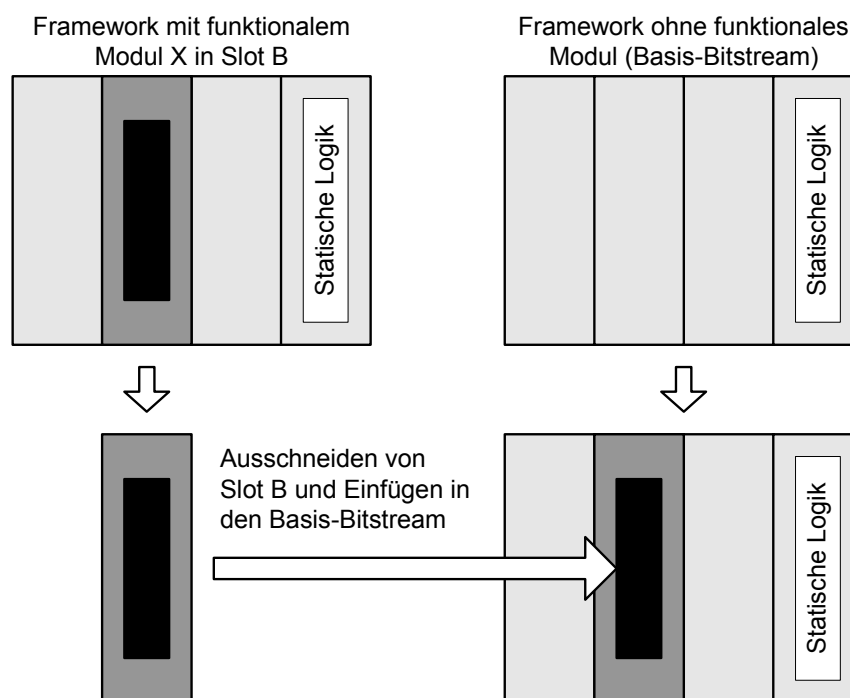 Framework mit funktionalem
Modul X in Slot B
Framework ohne funktionales
Modul (Basis-Bitstream)
Statische Logik
Statische Logik
Ausschneiden von
Slot B und Einfügen in
den Basis-Bitstream
Statische Logik